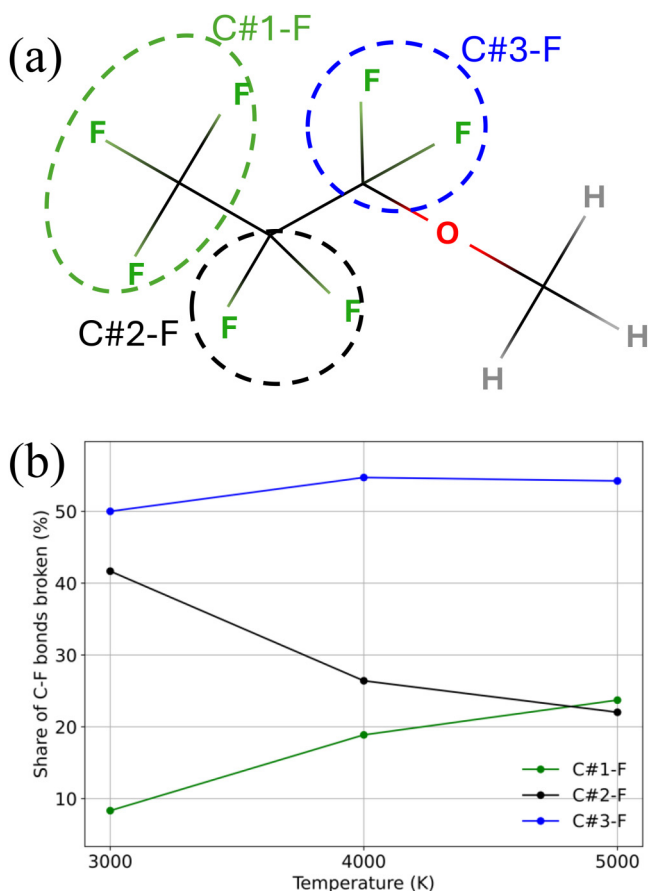 (a)
C#1-F
C#3-F
F
F
F
F
F
O
H
F
F
C#2-F
H
H
(b)
Share of C-F bonds broken (%)
50
40
30
20
10
C#1-F
C#2-F
C#3-F
3000
4000
5000
Temperature (K)